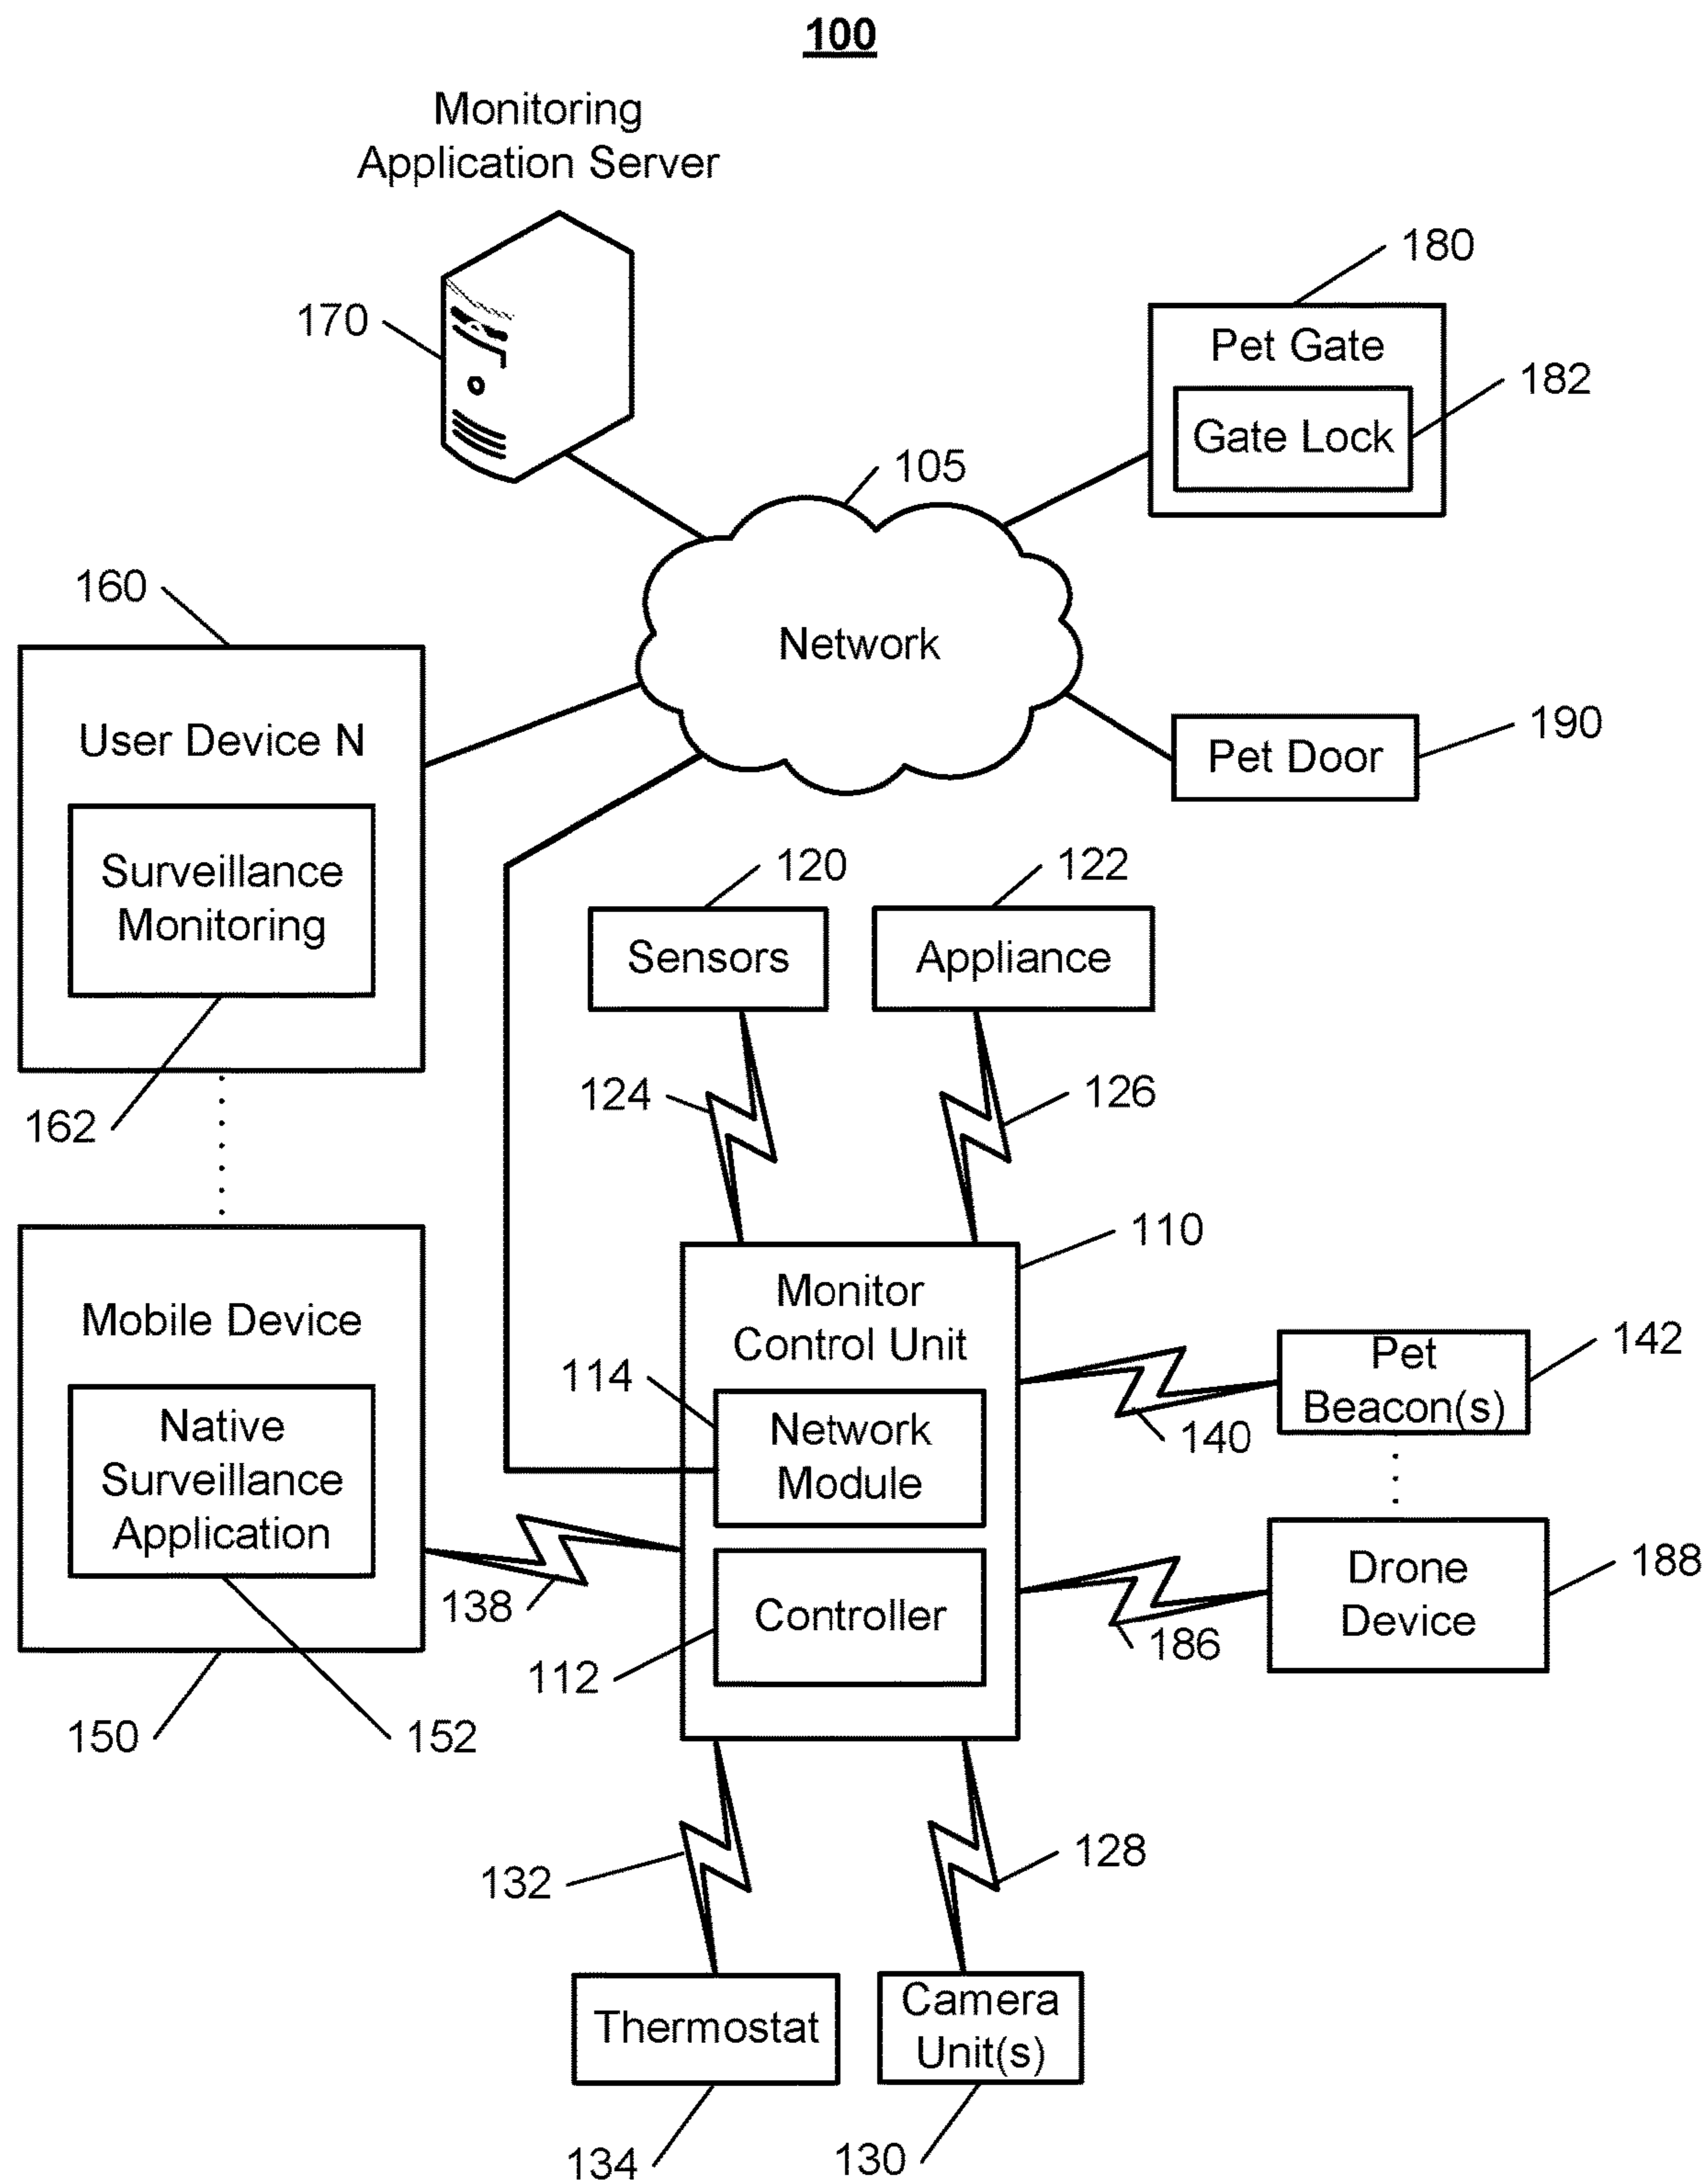 100
Monitoring
Application Server
170
180
Pet Gate
182
Gate Lock
105
Network
160
User Device N
Surveillance
Monitoring
162
190
Pet Door
120
122
Sensors
Appliance
124
126
110
Monitor
Control Unit
114
Network
Module
Controller
112
Mobile Device
Native
Surveillance
Application
138
150
152
142
Pet
Beacon(s)
140
188
Drone
Device
186
132
128
Thermostat
Camera
Unit(s)
134
130